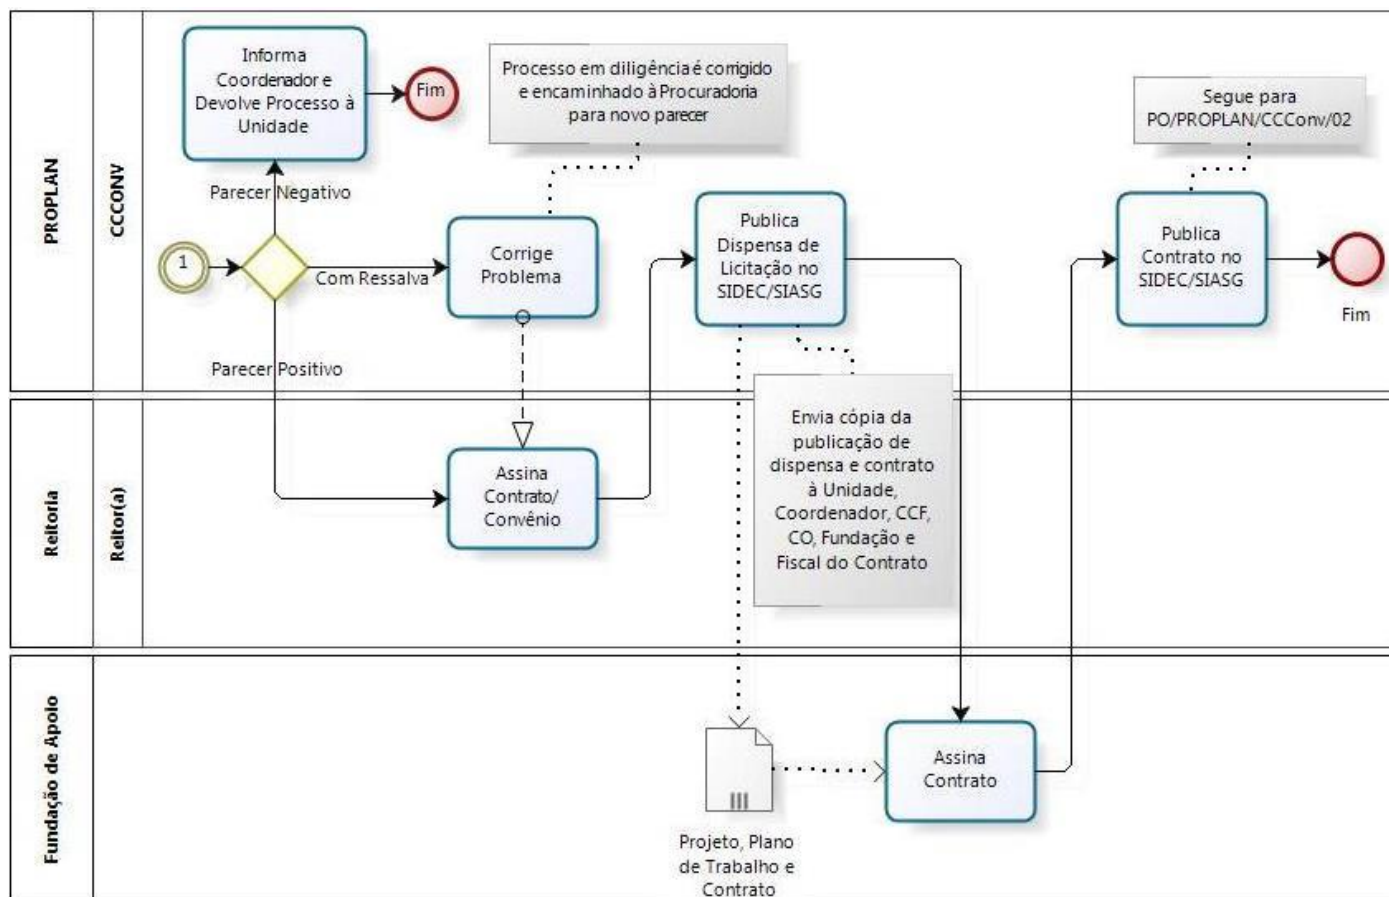 PROPLAN
CCCONV
Informa
Coordenador e
Devolve Processo à
Unidade
Fim
Processo em diligência é corrigido
e encaminhado à Procuradoria
para novo parecer
Segue para
PO/PROPLAN/CCConv/02
Parecer Negativo
1
Com Ressalva
Corrige
Problema
Publica
Dispensa de
Licitação no
SIDEC/SIASG
Publica
Contrato no
SIDEC/SIASG
Fim
Parecer Positivo
Reitoria
Reitor(a)
Assina
Contrato/
Convênio
Envia cópia da
publicação de
dispensa e contrato
à Unidade,
Coordenador, CCF,
CO, Fundação e
Fiscal do Contrato
Fundação de Apoio
Projeto, Plano
de Trabalho e
Contrato
Assina
Contrato